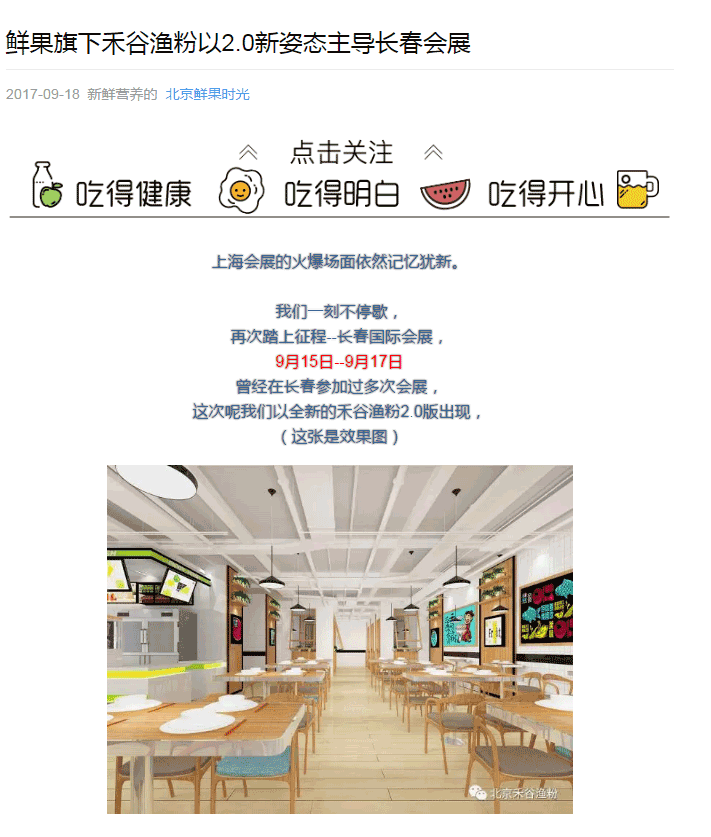 鲜果旗下禾谷渔粉以2.0新姿态主导长春会展
2017-09-18 新鲜营养的 北京鲜果时光
点击关注
吃得健康 吃得明白 吃得开心
上海会展的火爆场面依然记忆犹新。
我们一刻不停歇，
再次踏上征程--长春国际会展，
9月15日--9月17日
曾经在长春参加过多次会展，
这次呢我们以全新的禾谷渔粉2.0版出现，
（这张是效果图）
北京禾谷渔粉